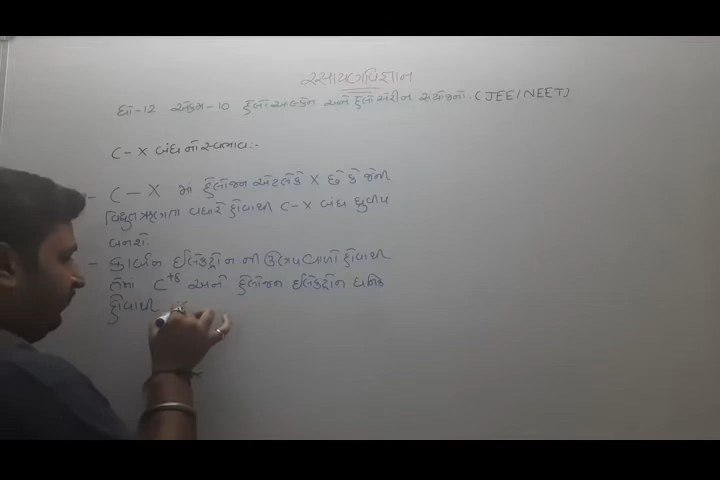 રસાયણવિજ્ઞાન
ધો-12 એકમ-10 હેલો આલ્કેન અને હેલો એરીન સંયોજનો. (JEE/NEET)
C-X બંધ નો સ્વભાવ:-
- C-X માં હેલોજન એટલેકે X છે કે જેની
વિદ્યુતઋણતા વધારે હોવાથી C-X બંધ ધ્રુવીય
બનશે.
- કાર્બન ઇલેક્ટ્રોન ની ઉણપવાળો હોવાથી
તેમા C+δ અને હેલોજન ઇલેક્ટ્રોન ધનિક
હોવાથી